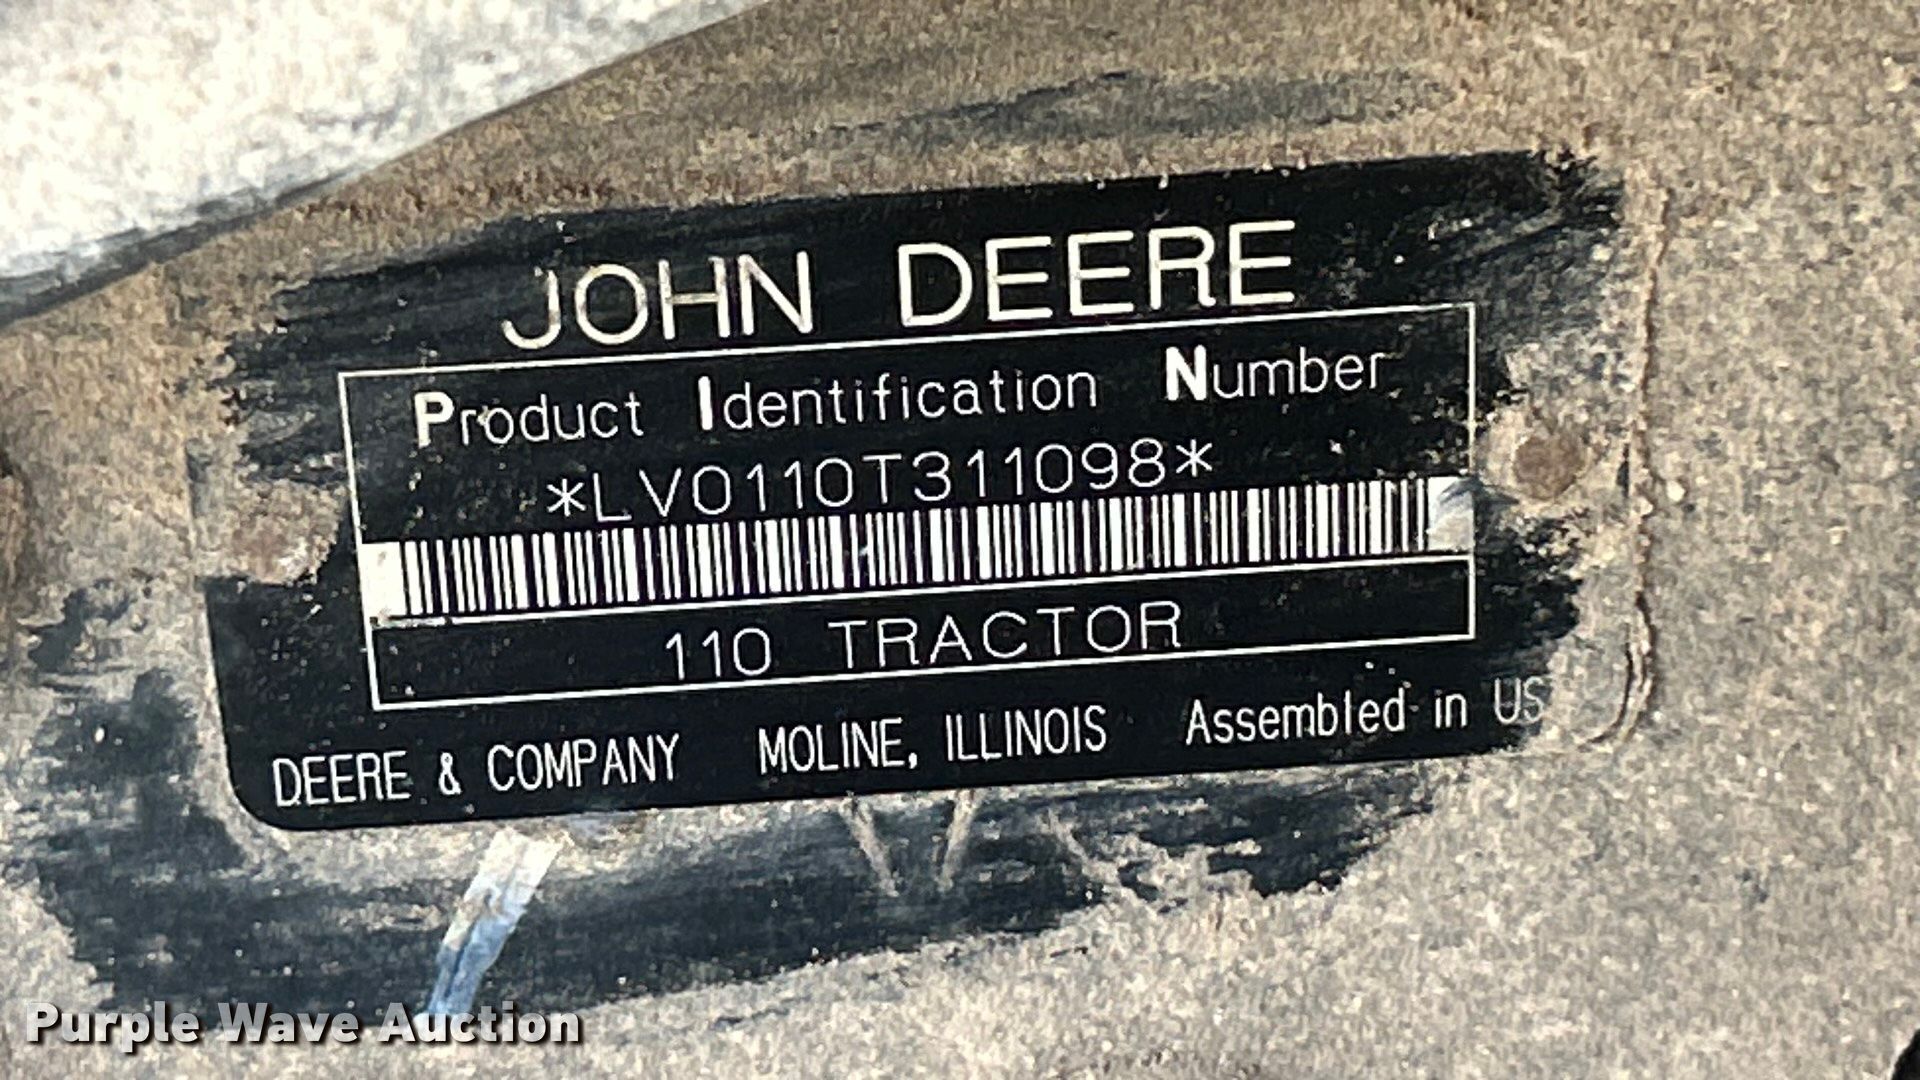 JOHN DEERE
Product Identification Number
*LV0110T311098*
110 TRACTOR
DEERE & COMPANY MOLINE, ILLINOIS Assembled in US
Purple Wave Auction